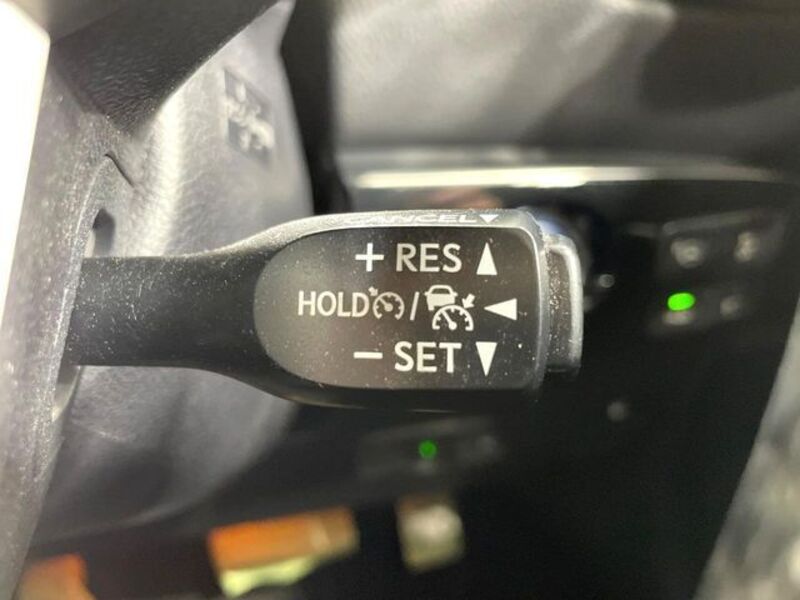 CANCEL▼
+ RES ▲
HOLD / ◀
− SET ▼